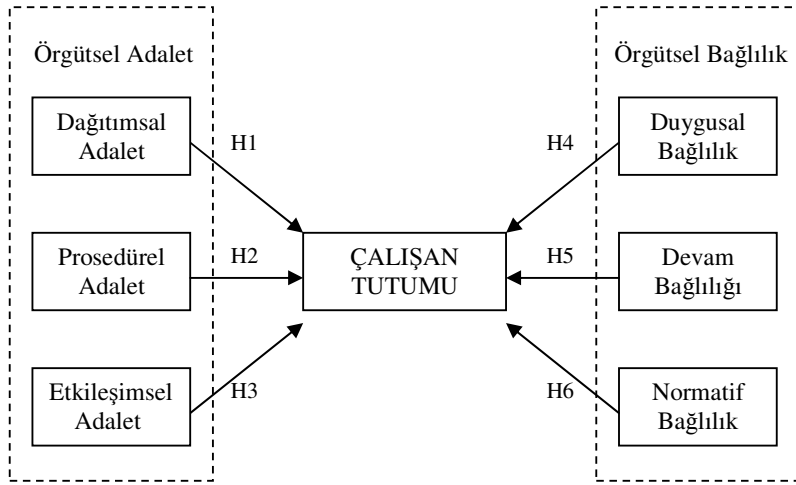 Örgütsel Adalet
Dağıtımsal
Adalet
Prosedürel
Adalet
Etkileşimsel
Adalet
H1
H2
H3
ÇALIŞAN
TUTUMU
H4
H5
H6
Örgütsel Bağlılık
Duygusal
Bağlılık
Devam
Bağlılığı
Normatif
Bağlılık